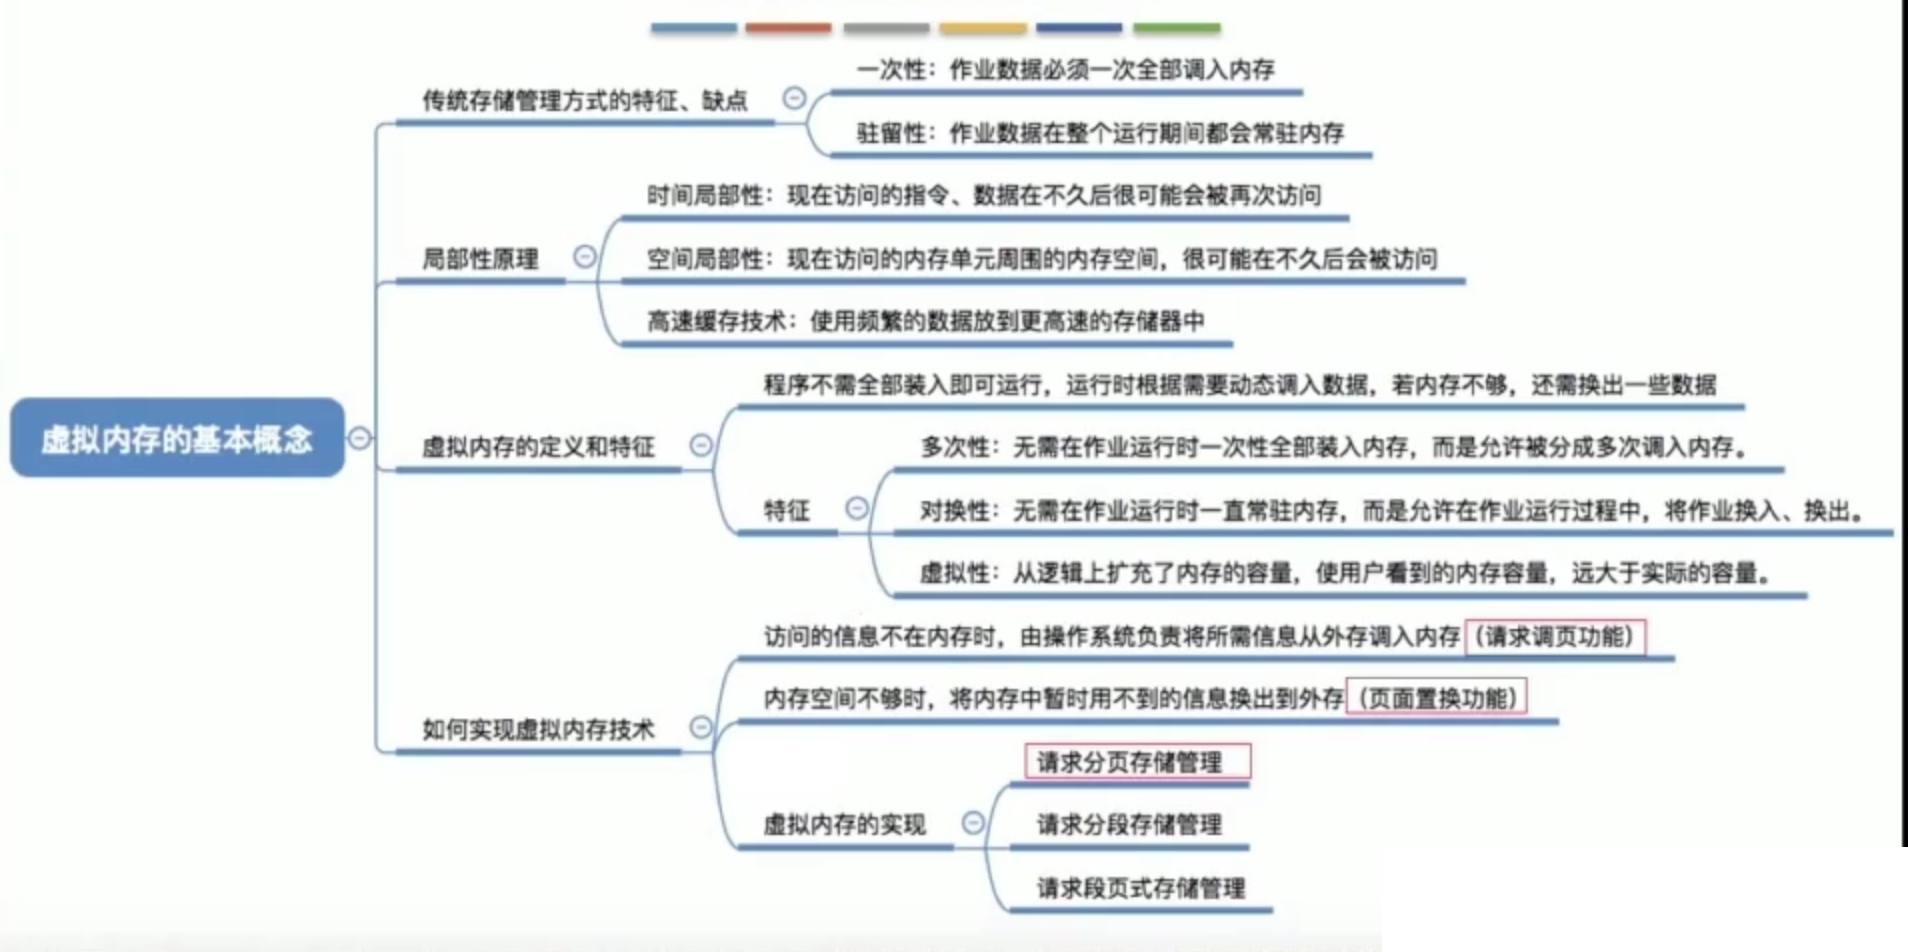 一次性：作业数据必须一次全部调入内存
传统存储管理方式的特征、缺点
驻留性：作业数据在整个运行期间都会常驻内存
时间局部性：现在访问的指令、数据在不久后很可能会被再次访问
局部性原理
空间局部性：现在访问的内存单元周围的内存空间，很可能在不久后会被访问
高速缓存技术：使用频繁的数据放到更高速的存储器中
虚拟内存的基本概念
程序不需全部装入即可运行，运行时根据需要动态调入数据，若内存不够，还需换出一些数据
虚拟内存的定义和特征
多次性：无需在作业运行时一次性全部装入内存，而是允许被分成多次调入内存。
特征
对换性：无需在作业运行时一直常驻内存，而是允许在作业运行过程中，将作业换入、换出。
虚拟性：从逻辑上扩充了内存的容量，使用户看到的内存容量，远大于实际的容量。
访问的信息不在内存时，由操作系统负责将所需信息从外存调入内存（请求调页功能）
内存空间不够时，将内存中暂时用不到的信息换出到外存（页面置换功能）
如何实现虚拟内存技术
请求分页存储管理
虚拟内存的实现
请求分段存储管理
请求段页式存储管理